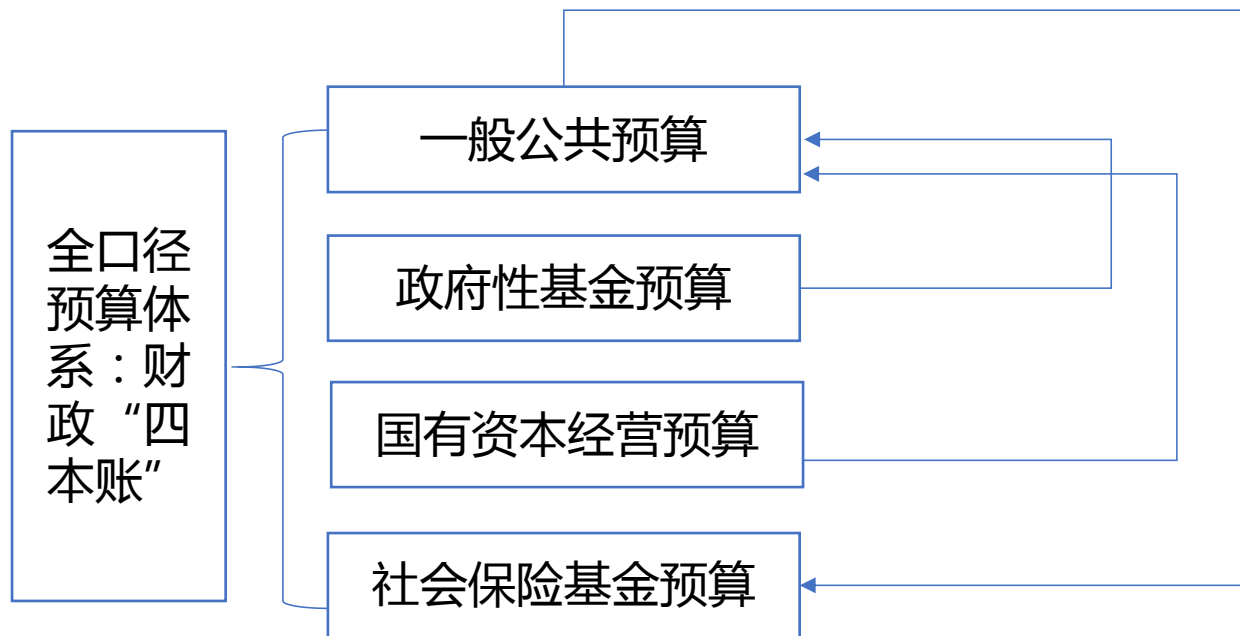 全口径
预算体
系：财
政“四
本账”
一般公共预算
政府性基金预算
国有资本经营预算
社会保险基金预算